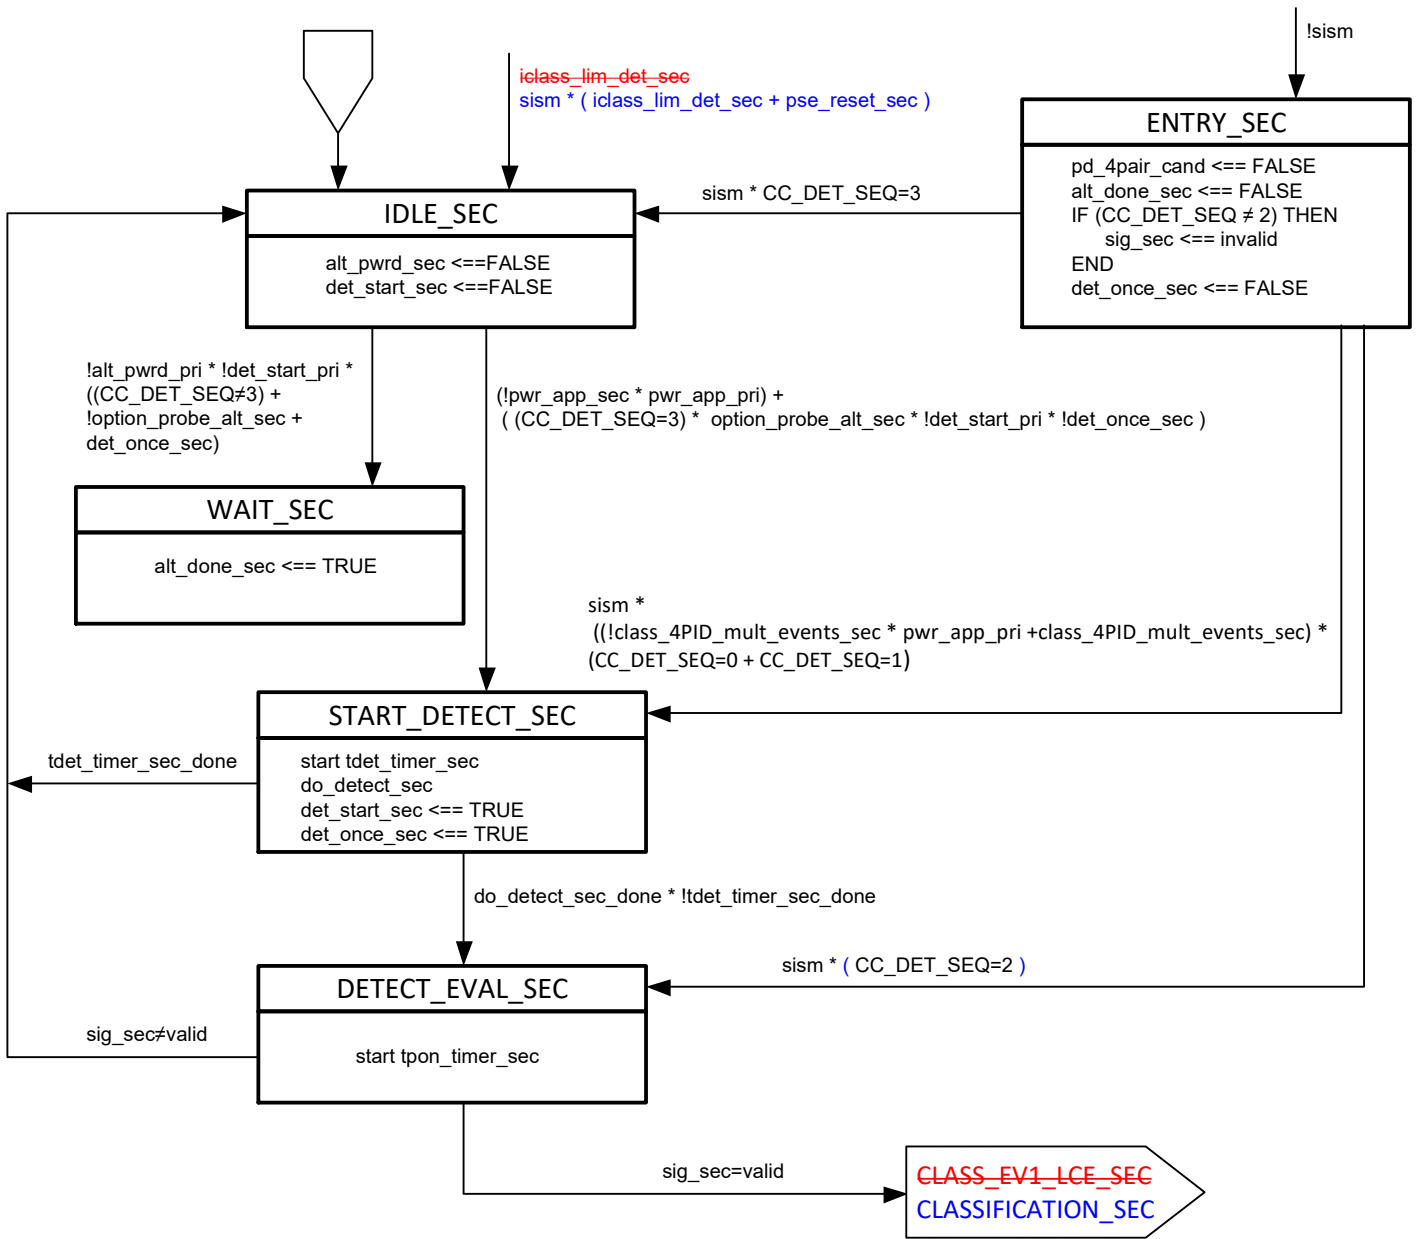 !sism
iclass_lim_det_sec
sism * ( iclass_lim_det_sec + pse_reset_sec )
ENTRY_SEC
pd_4pair_cand <== FALSE
alt_done_sec <== FALSE
IF (CC_DET_SEQ ≠ 2) THEN
sig_sec <== invalid
END
det_once_sec <== FALSE
sism * CC_DET_SEQ=3
IDLE_SEC
alt_pwrd_sec <==FALSE
det_start_sec <==FALSE
!alt_pwrd_pri * !det_start_pri *
((CC_DET_SEQ≠3) +
!option_probe_alt_sec +
det_once_sec)
(!pwr_app_sec * pwr_app_pri) +
( (CC_DET_SEQ=3) * option_probe_alt_sec * !det_start_pri * !det_once_sec )
WAIT_SEC
alt_done_sec <== TRUE
sism *
((!class_4PID_mult_events_sec * pwr_app_pri +class_4PID_mult_events_sec) *
(CC_DET_SEQ=0 + CC_DET_SEQ=1)
START_DETECT_SEC
start tdet_timer_sec
do_detect_sec
det_start_sec <== TRUE
det_once_sec <== TRUE
tdet_timer_sec_done
do_detect_sec_done * !tdet_timer_sec_done
sism * ( CC_DET_SEQ=2 )
DETECT_EVAL_SEC
start tpon_timer_sec
sig_sec≠valid
sig_sec=valid
CLASS_EV1_LCE_SEC
CLASSIFICATION_SEC